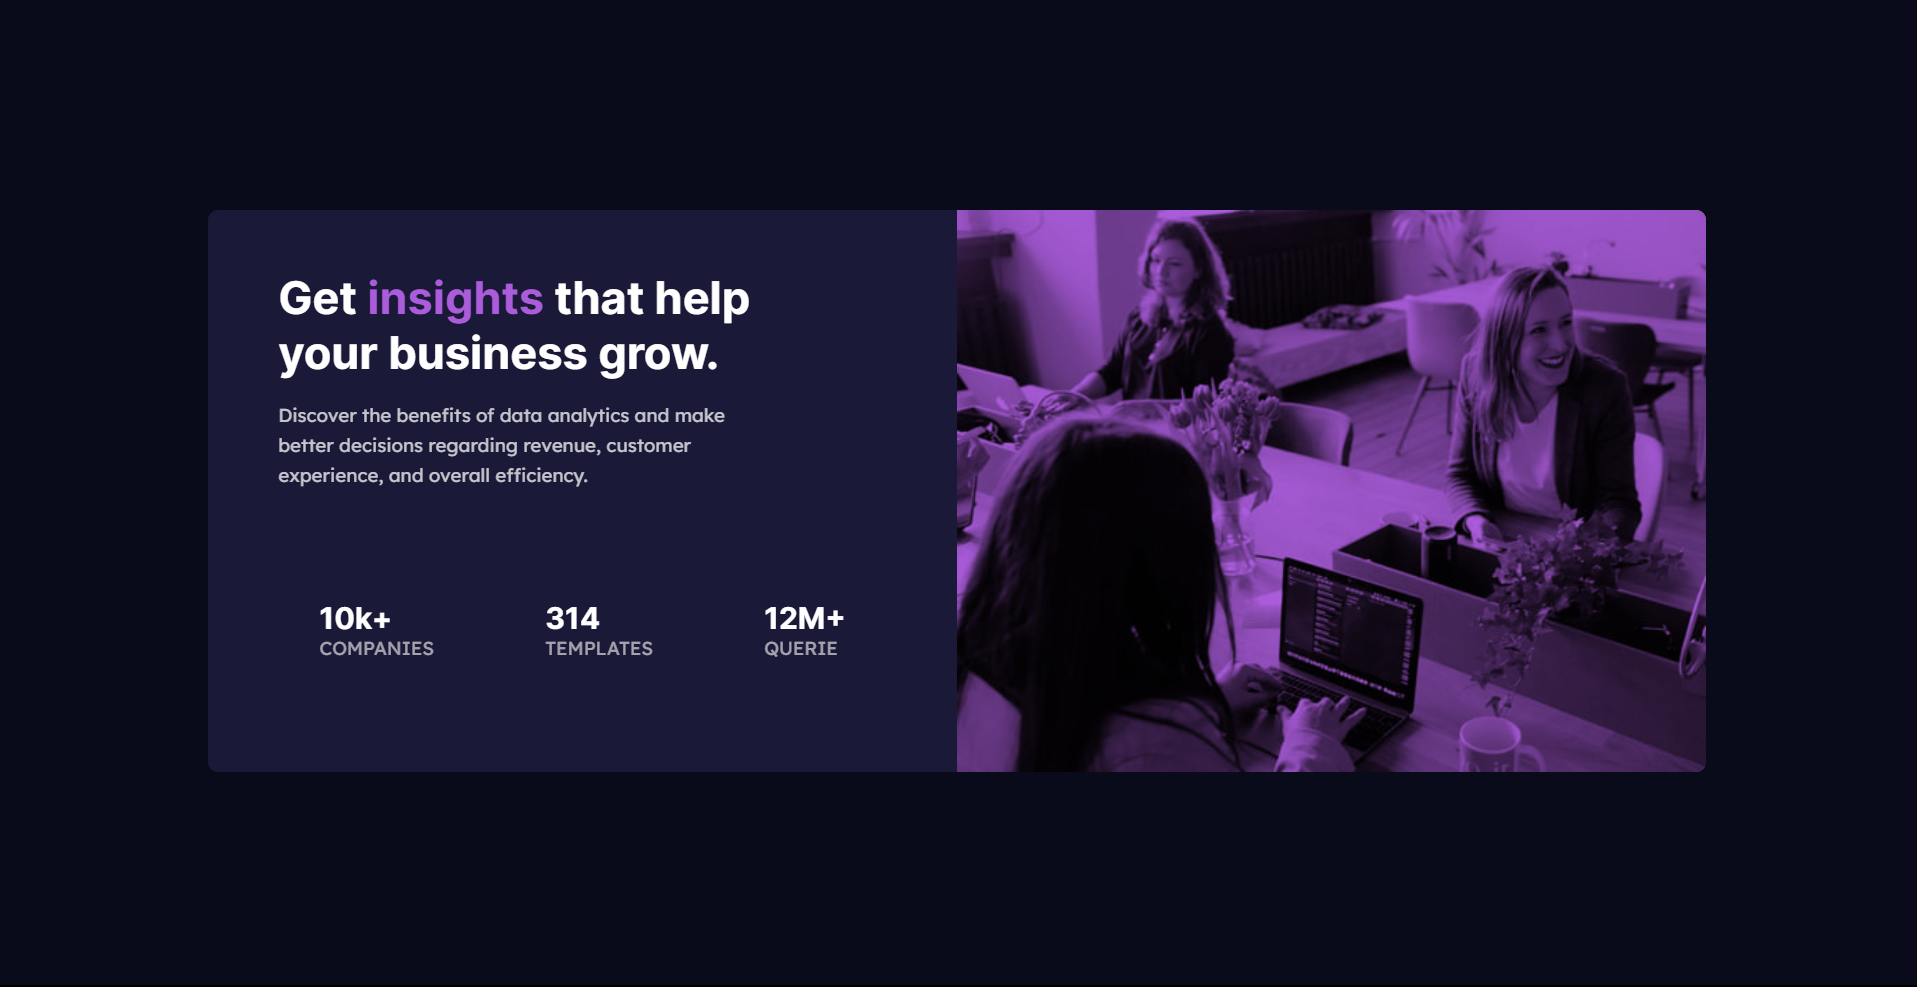 Get insights that help
your business grow.
Discover the benefits of data analytics and make
better decisions regarding revenue, customer
experience, and overall efficiency.
10k+ 314 12M+
COMPANIES TEMPLATES QUERIE